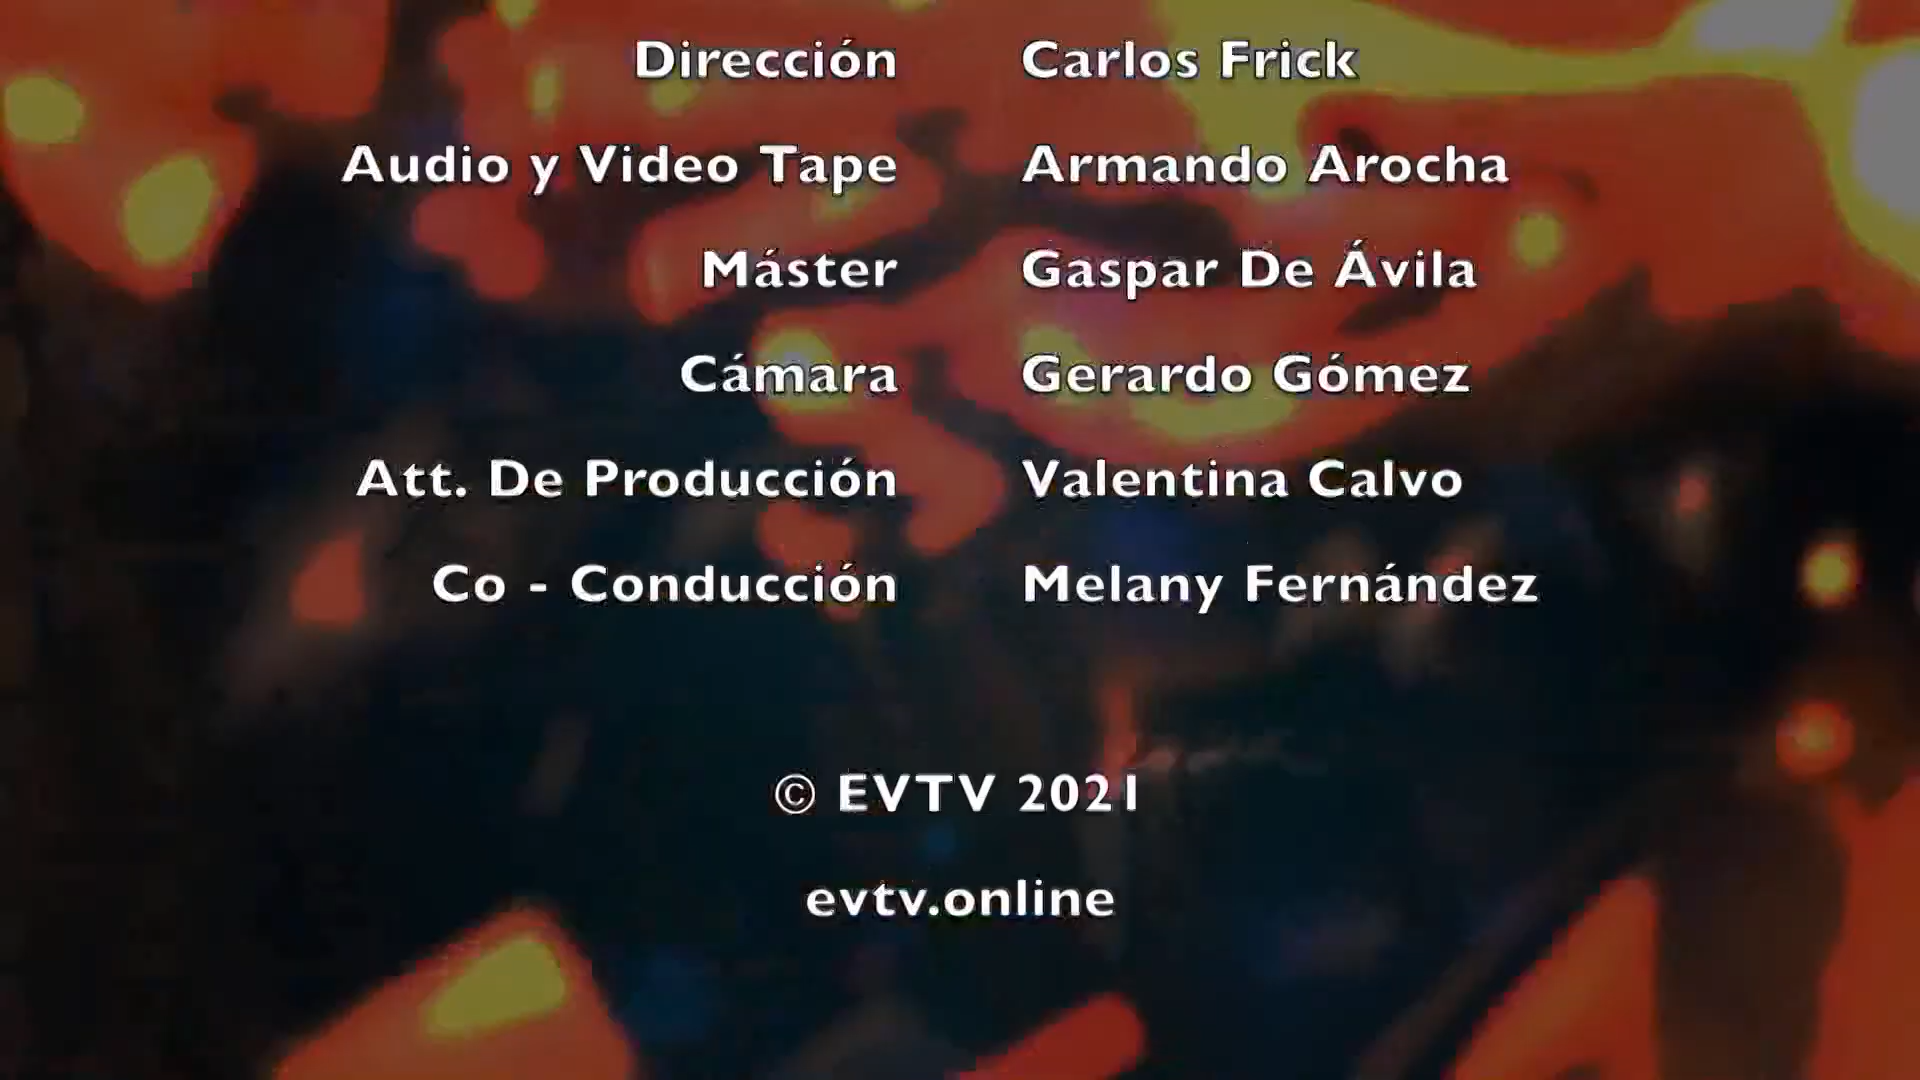 Dirección Carlos Frick
Audio y Video Tape Armando Arocha
Máster Gaspar De Ávila
Cámara Gerardo Gómez
Att. De Producción Valentina Calvo
Co - Conducción Melany Fernández
© EVTV 2021
evtv.online